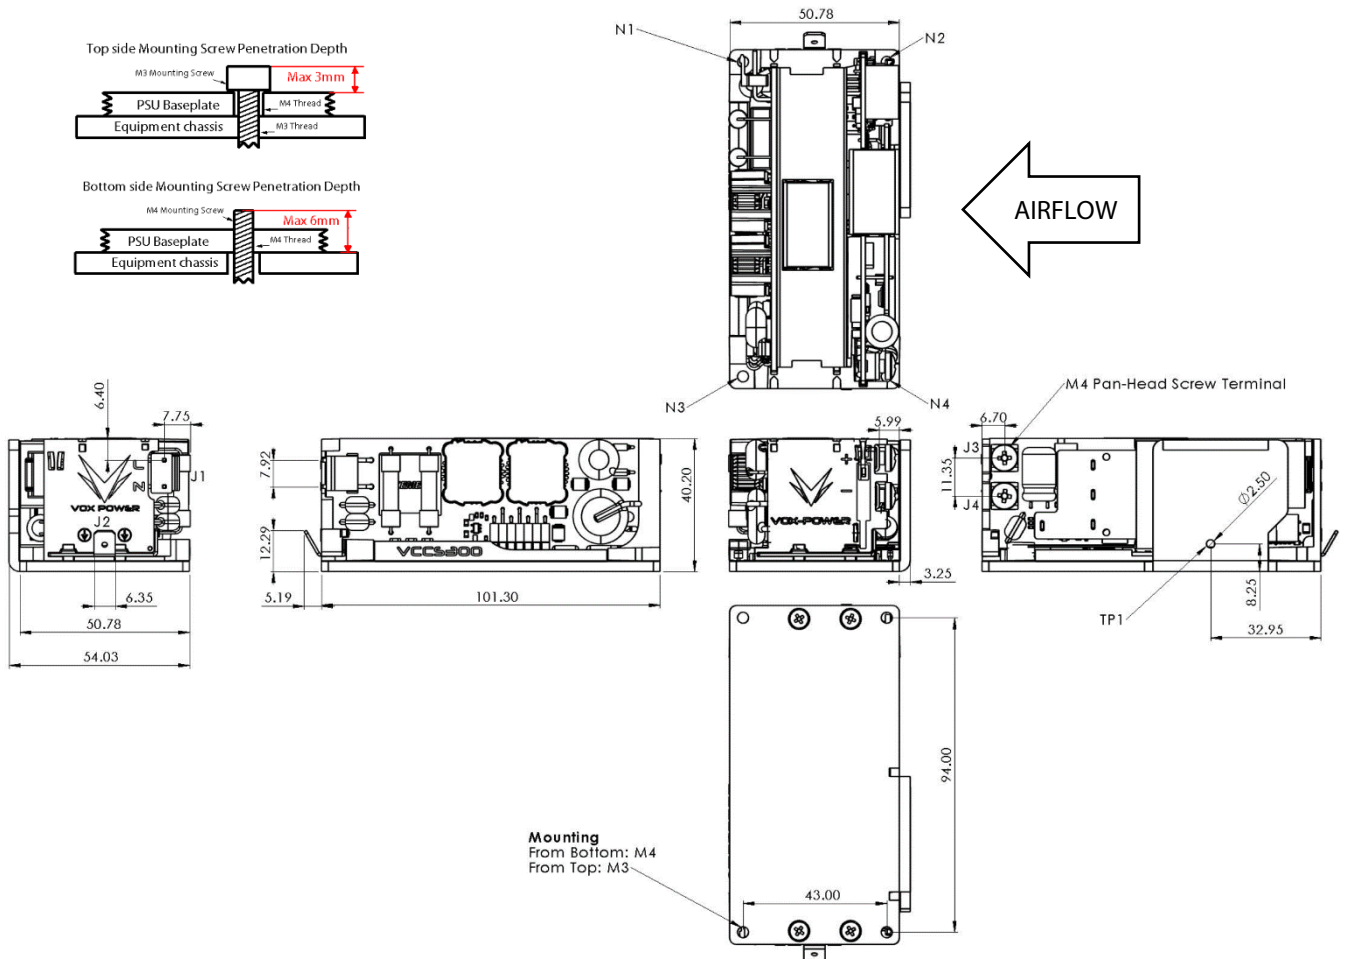 Top side Mounting Screw Penetration Depth
M3 Mounting Screw
Max 3mm
PSU Baseplate
M4 Thread
Equipment chassis
M3 Thread
Bottom side Mounting Screw Penetration Depth
M4 Mounting Screw
Max 6mm
PSU Baseplate
M4 Thread
Equipment chassis
50.78
N1
N2
AIRFLOW
N3
N4
M4 Pan-Head Screw Terminal
6.40
7.75
L
N
J1
VOX POWER
J2
6.35
50.78
54.03
7.92
12.29
VCCS300
5.19
101.30
40.20
5.99
+
−
VOX-POWER
3.25
6.70
J3
11.35
J4
∅2.50
TP1
8.25
32.95
94.00
43.00
Mounting
From Bottom: M4
From Top: M3